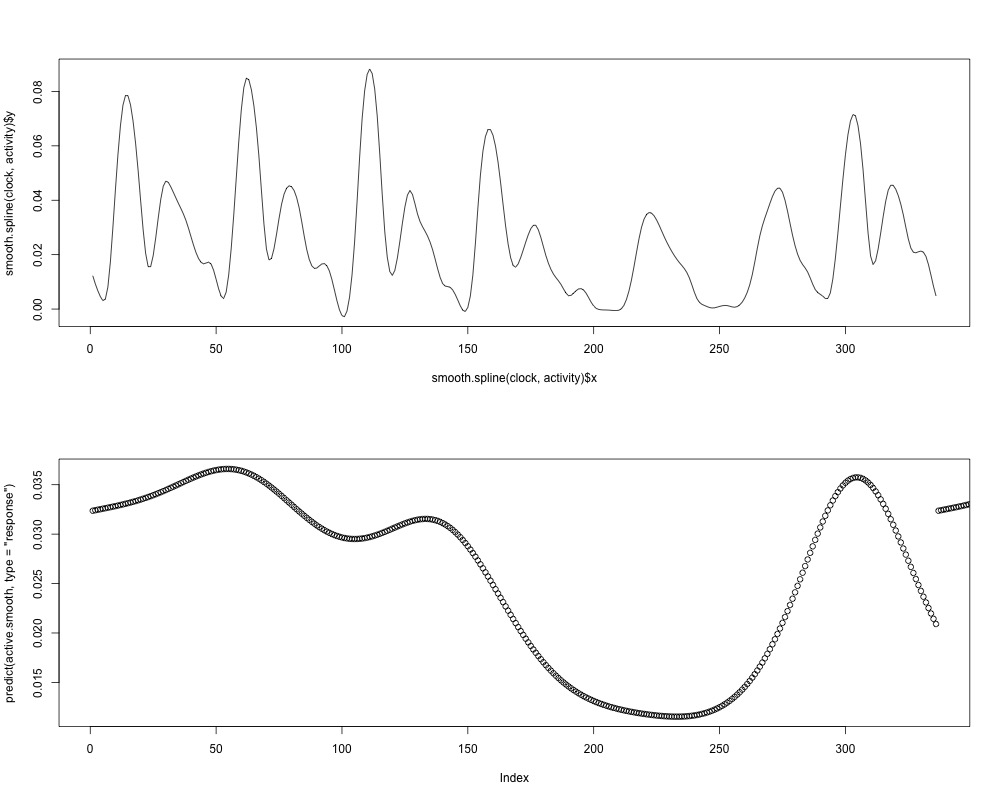 smooth.spline(clock, activity)$y
0.00 0.02 0.04 0.06 0.08
0 50 100 150 200 250 300
smooth.spline(clock, activity)$x
predict(active.smooth, type = "response")
0.015 0.020 0.025 0.030 0.035
0 50 100 150 200 250 300
Index